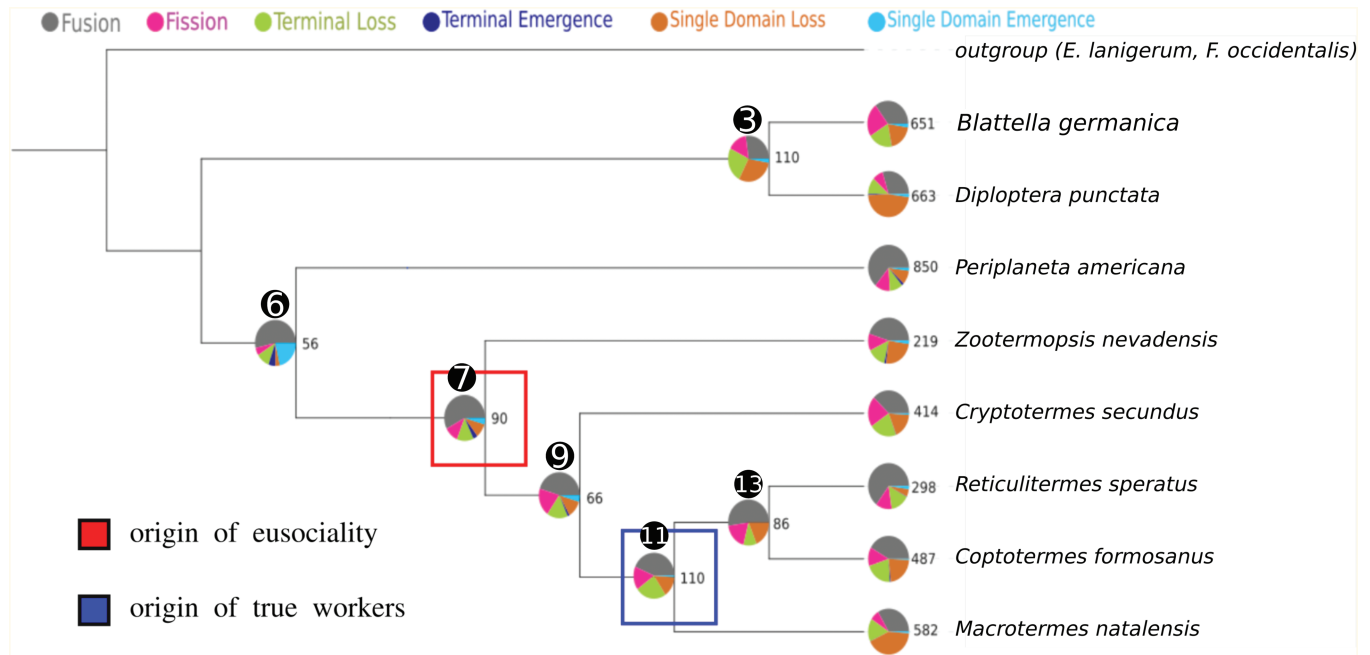 Fusion Fission Terminal Loss Terminal Emergence Single Domain Loss Single Domain Emergence
outgroup (E. lanigerum, F. occidentalis)
3
651 Blattella germanica
110
663 Diploptera punctata
850 Periplaneta americana
6
56
219 Zootermopsis nevadensis
7
90
414 Cryptotermes secundus
9
66
13
298 Reticulitermes speratus
86
origin of eusociality
11
487 Coptotermes formosanus
110
origin of true workers
582 Macrotermes natalensis